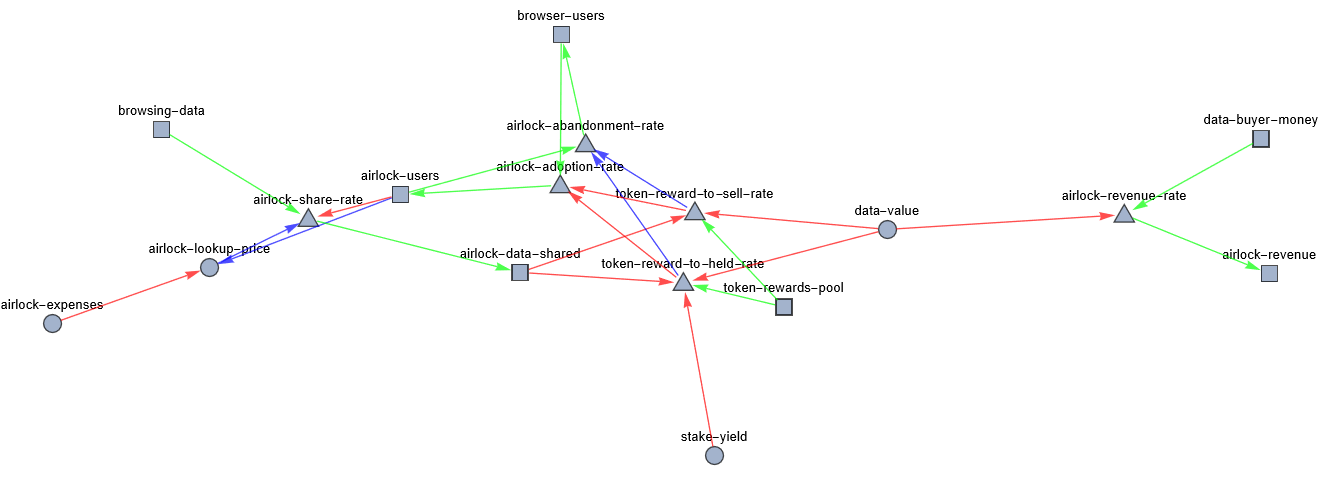 browser-users
browsing-data
data-buyer-money
airlock-abandonment-rate
airlock-adoption-rate
airlock-users
token-reward-to-sell-rate
airlock-revenue-rate
airlock-share-rate
data-value
airlock-lookup-price
airlock-data-shared
airlock-revenue
token-reward-to-held-rate
token-rewards-pool
airlock-expenses
stake-yield